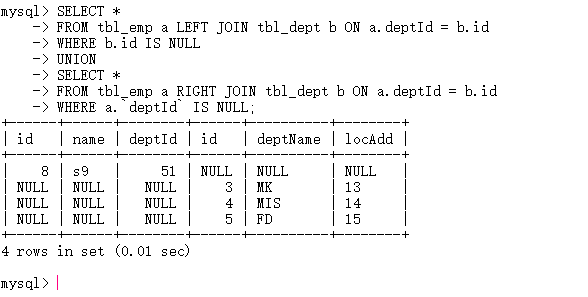 mysql> SELECT *
    -> FROM tbl_emp a LEFT JOIN tbl_dept b ON a.deptId = b.id
    -> WHERE b.id IS NULL
    -> UNION
    -> SELECT *
    -> FROM tbl_emp a RIGHT JOIN tbl_dept b ON a.deptId = b.id
    -> WHERE a.`deptId` IS NULL;
+------+------+--------+------+----------+--------+
| id   | name | deptId | id   | deptName | locAdd |
+------+------+--------+------+----------+--------+
|    8 | s9   |     51 | NULL | NULL     | NULL   |
| NULL | NULL |   NULL |    3 | MK       | 13     |
| NULL | NULL |   NULL |    4 | MIS      | 14     |
| NULL | NULL |   NULL |    5 | FD       | 15     |
+------+------+--------+------+----------+--------+
4 rows in set (0.01 sec)
mysql>